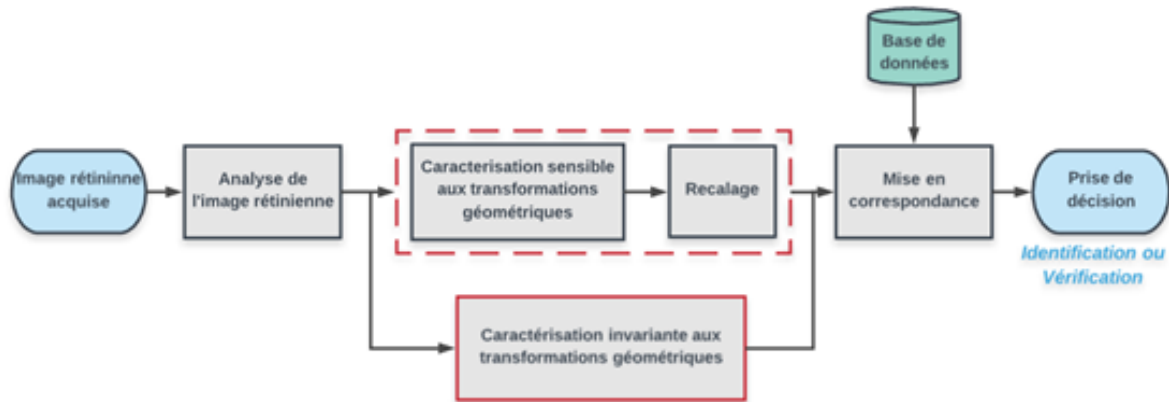 Base de
données
Image rétininne
acquise
Analyse de
l'image rétinienne
Caracterisation sensible
aux transformations
géométriques
Recalage
Mise en
correspondance
Prise de
décision
Identification ou
Vérification
Caractérisation invariante aux
transformations géométriques